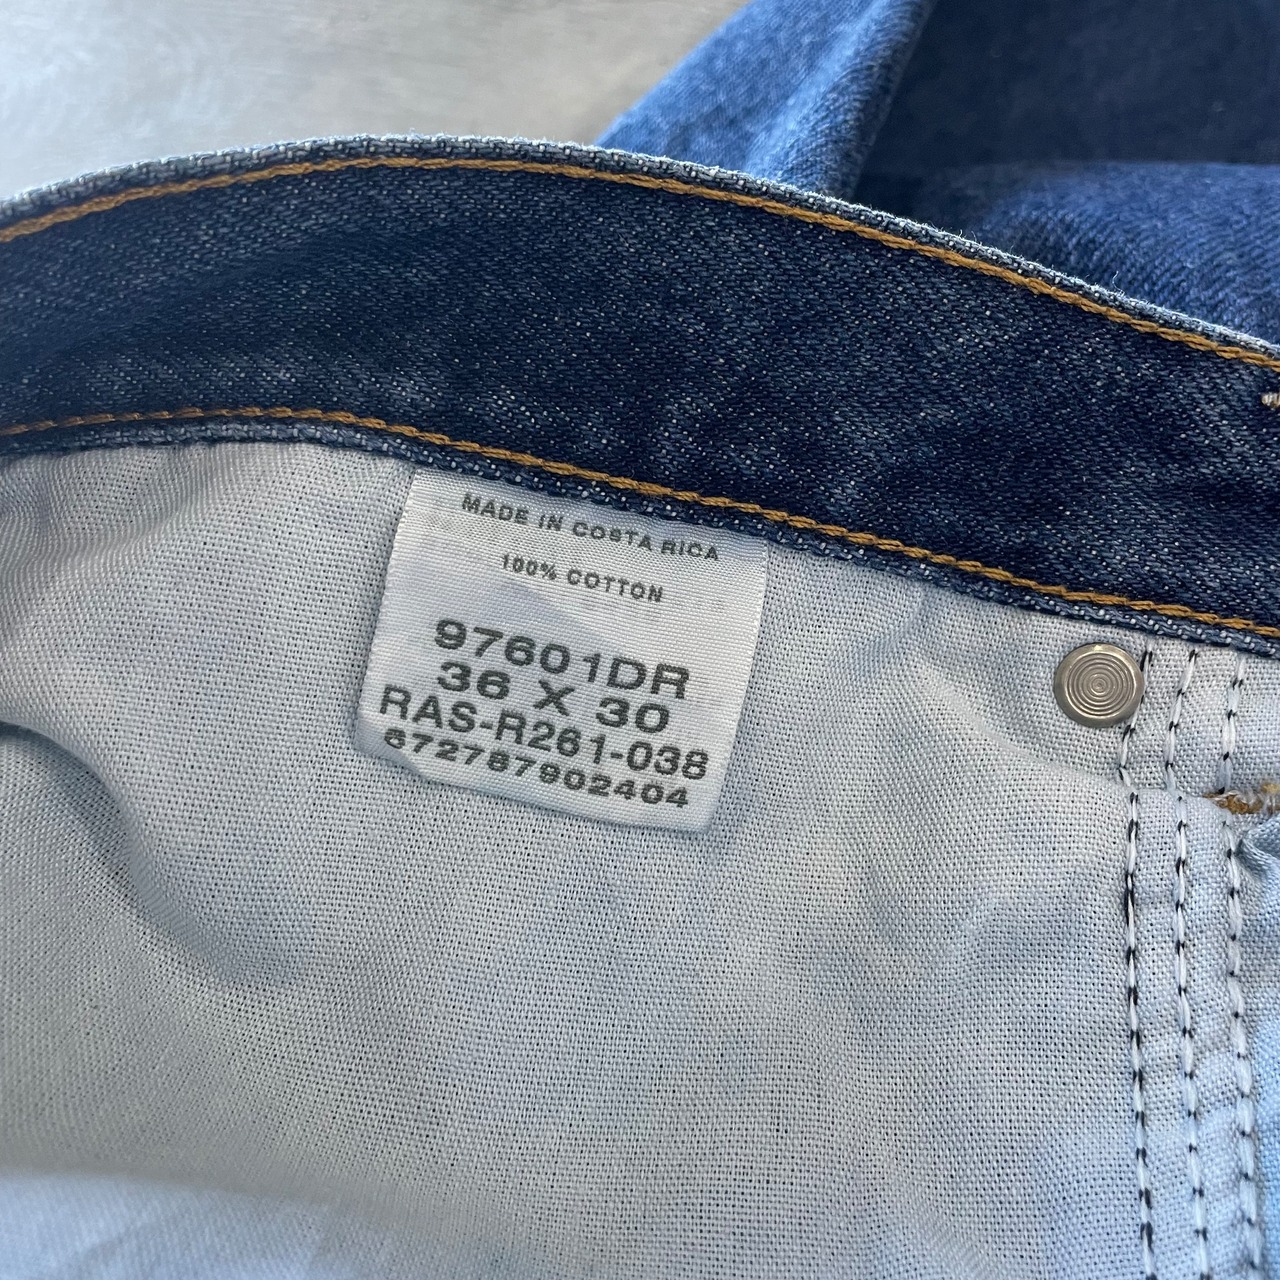 MADE IN COSTA RICA
100% COTTON
97601DR
36 X 30
RAS-R261-038
672787902404